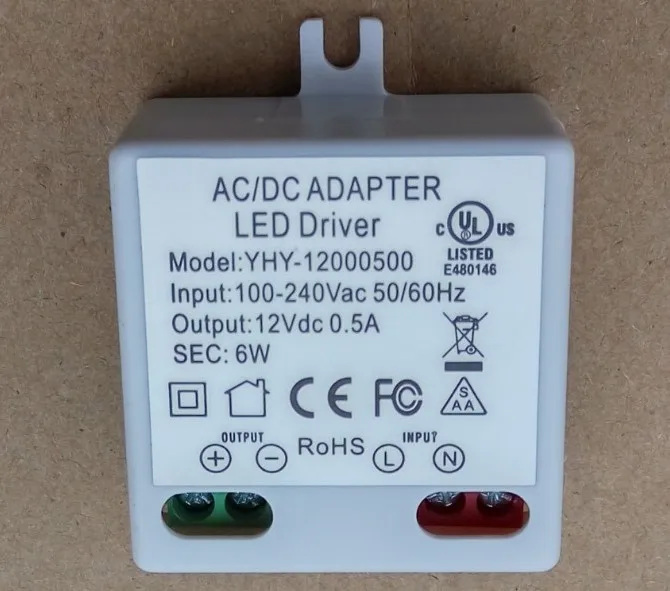 AC/DC ADAPTER
LED Driver
c UL® US
LISTED
E480146
Model:YHY-12000500
Input:100-240Vac 50/60Hz
Output:12Vdc 0.5A
SEC: 6W
CE FC SAA
OUTPUT RoHS INPUT
+ − L N